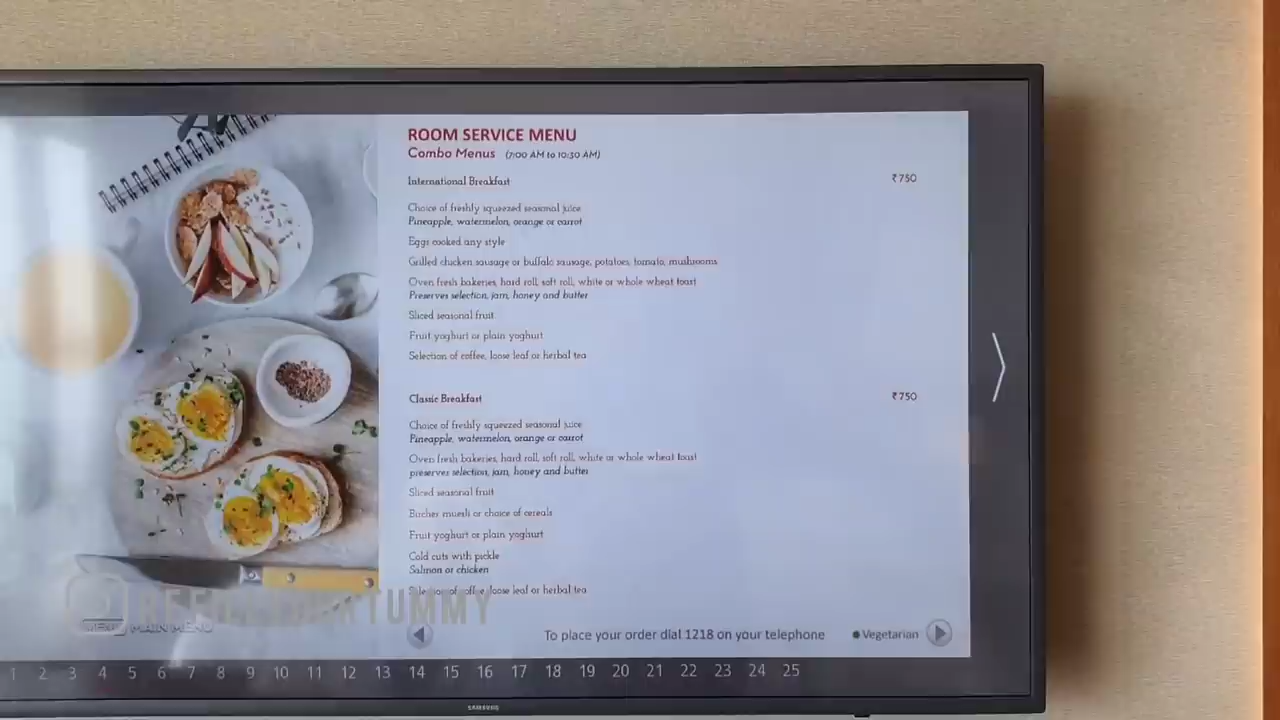 ROOM SERVICE MENU
Combo Menus (7:00 AM to 10:30 AM)
International Breakfast ₹750
Choice of freshly squeezed seasonal juice
Pineapple, watermelon, orange or carrot
Eggs cooked any style
Grilled chicken sausage or buffalo sausage, potatoes, tomato, mushrooms
Oven fresh bakeries, hard roll, soft roll, white or whole wheat toast
Preserves selection, jam, honey and butter
Sliced seasonal fruit
Fruit yoghurt or plain yoghurt
Selection of coffee, loose leaf or herbal tea
Classic Breakfast ₹750
Choice of freshly squeezed seasonal juice
Pineapple, watermelon, orange or carrot
Oven fresh bakeries, hard roll, soft roll, white or whole wheat toast
preserves selection, jam, honey and butter
Sliced seasonal fruit
Bircher muesli or choice of cereals
Fruit yoghurt or plain yoghurt
Cold cuts with pickle
Salmon or chicken
Selection of coffee, loose leaf or herbal tea
MENU MAIN MENU
To place your order dial 1218 on your telephone Vegetarian
1 2 3 4 5 6 7 8 9 10 11 12 13 14 15 16 17 18 19 20 21 22 23 24 25
SAMSUNG